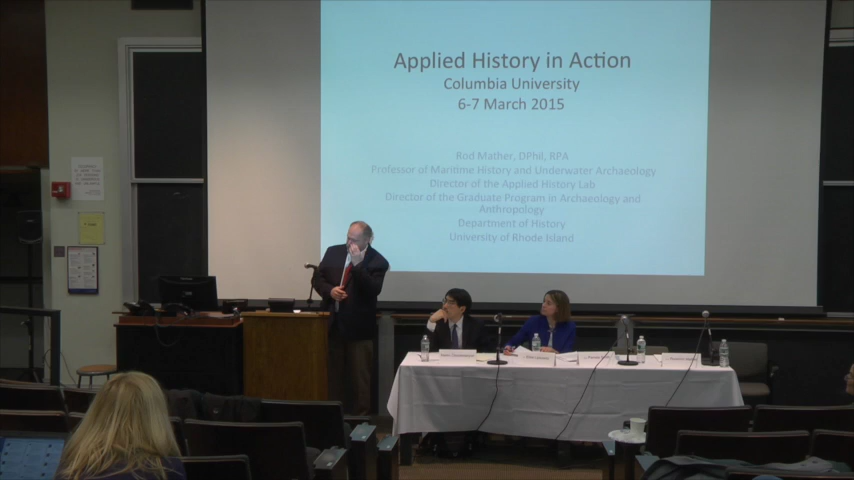 Applied History in Action
Columbia University
6-7 March 2015
Rod Mather, DPhil, RPA
Professor of Maritime History and Underwater Archaeology
Director of the Applied History Lab
Director of the Graduate Program in Archaeology and
Anthropology
Department of History
University of Rhode Island